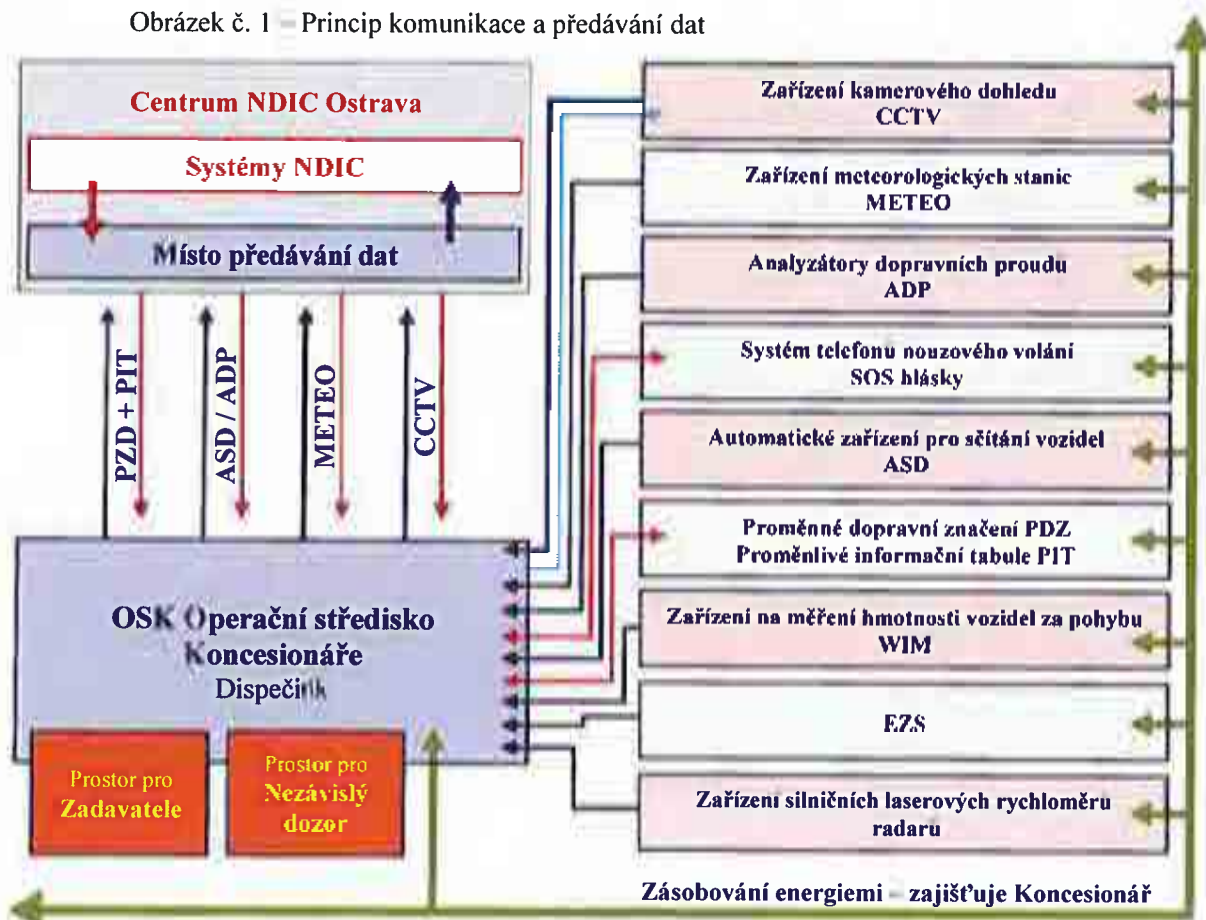 Obrázek č. 1 – Princip komunikace a předávání dat
Centrum NDIC Ostrava
Systémy NDIC
Místo předávání dat
PZD + PIT
ASD / ADP
METEO
CCTV
OSK Operační středisko
Koncesionáře
Dispečink
Prostor pro
Zadavatele
Prostor pro
Nezávislý
dozor
Zařízení kamerového dohledu
CCTV
Zařízení meteorologických stanic
METEO
Analyzátory dopravních proudu
ADP
Systém telefonu nouzového volání
SOS hlásky
Automatické zařízení pro sčítání vozidel
ASD
Proměnné dopravní značení PDZ
Proměnlivé informační tabule PIT
Zařízení na měření hmotnosti vozidel za pohybu
WIM
EZS
Zařízení silničních laserových rychloměru
radaru
Zásobování energiemi – zajišťuje Koncesionář